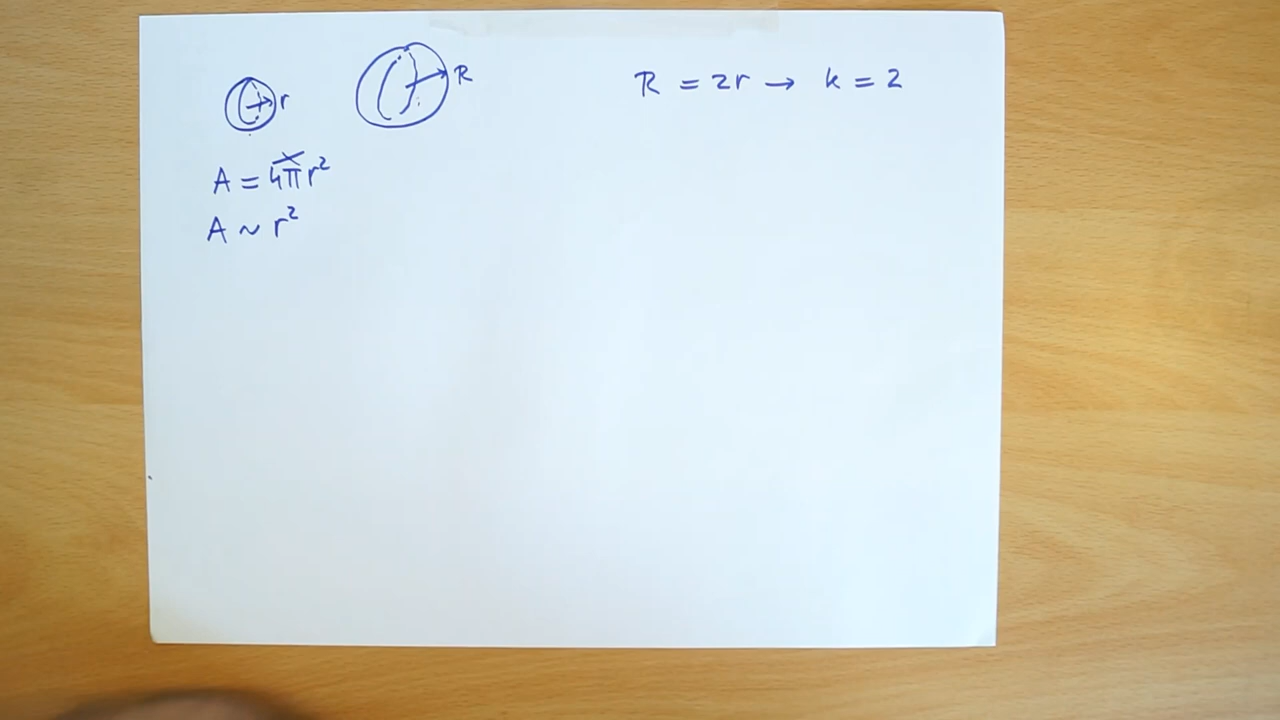 r
R
R = 2r → k = 2
A = 4πr²
A ~ r²